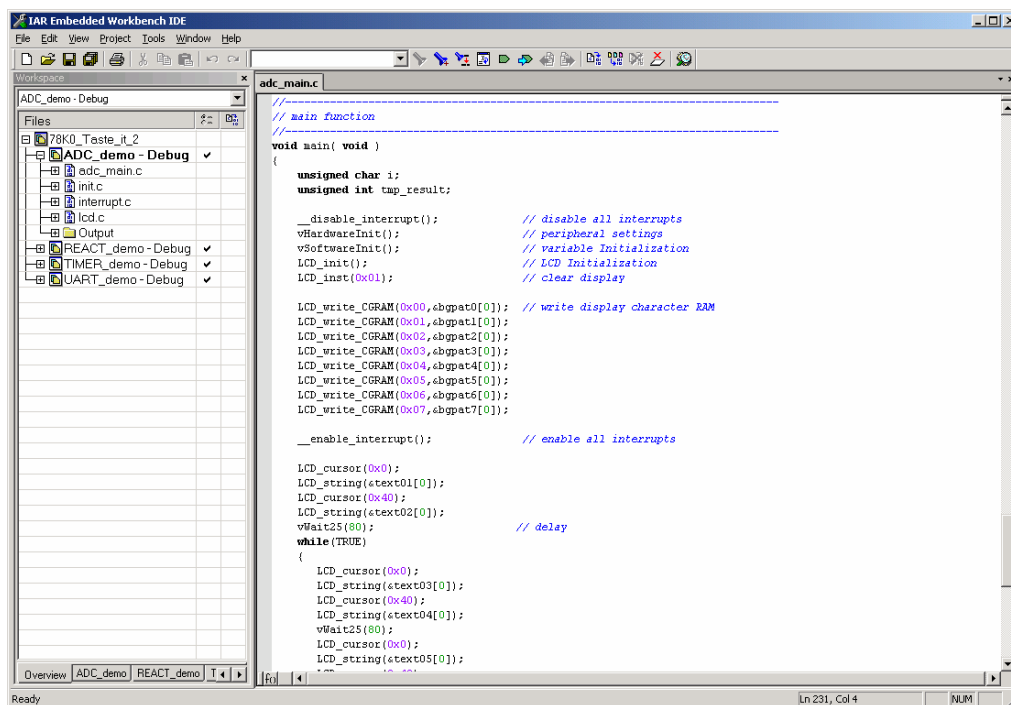 IAR Embedded Workbench IDE
File Edit View Project Tools Window Help
Workspace
ADC_demo - Debug
Files
78K0_Taste_it_2
ADC_demo - Debug
adc_main.c
init.c
interrupt.c
lcd.c
Output
REACT_demo - Debug
TIMER_demo - Debug
UART_demo - Debug
Overview ADC_demo REACT_demo T
adc_main.c
//------------------------------------------------------------------------------
// main function
//------------------------------------------------------------------------------
void main( void )
{
unsigned char i;
unsigned int tmp_result;
__disable_interrupt(); // disable all interrupts
vHardwareInit(); // peripheral settings
vSoftwareInit(); // variable Initialization
LCD_init(); // LCD Initialization
LCD_inst(0x01); // clear display
LCD_write_CGRAM(0x00,&bgpat0[0]); // write display character RAM
LCD_write_CGRAM(0x01,&bgpat1[0]);
LCD_write_CGRAM(0x02,&bgpat2[0]);
LCD_write_CGRAM(0x03,&bgpat3[0]);
LCD_write_CGRAM(0x04,&bgpat4[0]);
LCD_write_CGRAM(0x05,&bgpat5[0]);
LCD_write_CGRAM(0x06,&bgpat6[0]);
LCD_write_CGRAM(0x07,&bgpat7[0]);
__enable_interrupt(); // enable all interrupts
LCD_cursor(0x0);
LCD_string(&text01[0]);
LCD_cursor(0x40);
LCD_string(&text02[0]);
vWait25(80); // delay
while(TRUE)
{
LCD_cursor(0x0);
LCD_string(&text03[0]);
LCD_cursor(0x40);
LCD_string(&text04[0]);
vWait25(80);
LCD_cursor(0x0);
LCD_string(&text05[0]);
Ready Ln 231, Col 4 NUM